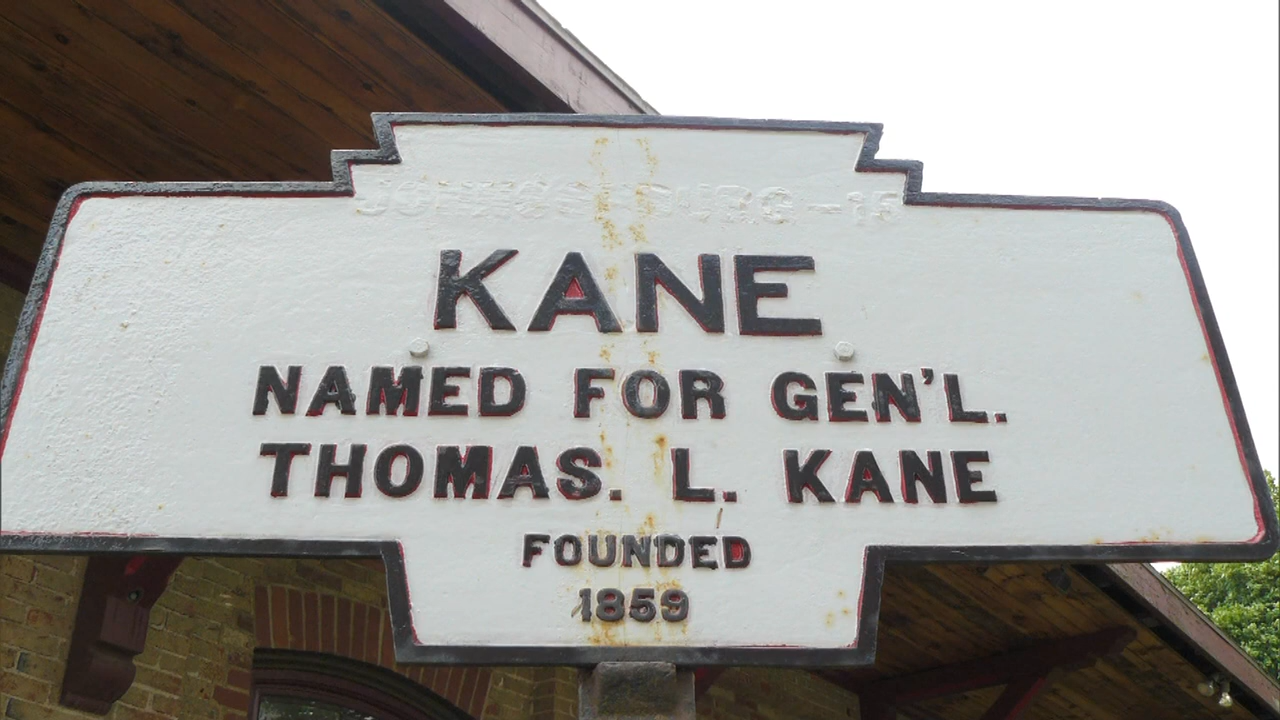 KANE
NAMED FOR GEN'L.
THOMAS. L. KANE
FOUNDED
1859